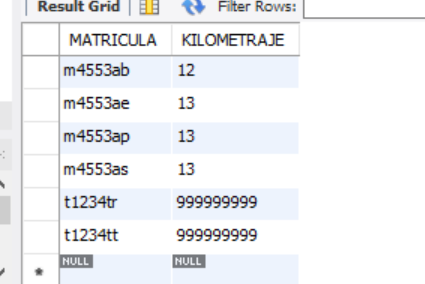 Result Grid Filter Rows:
MATRICULA KILOMETRAJE
m4553ab 12
m4553ae 13
m4553ap 13
m4553as 13
t1234tr 999999999
t1234tt 999999999
* NULL NULL